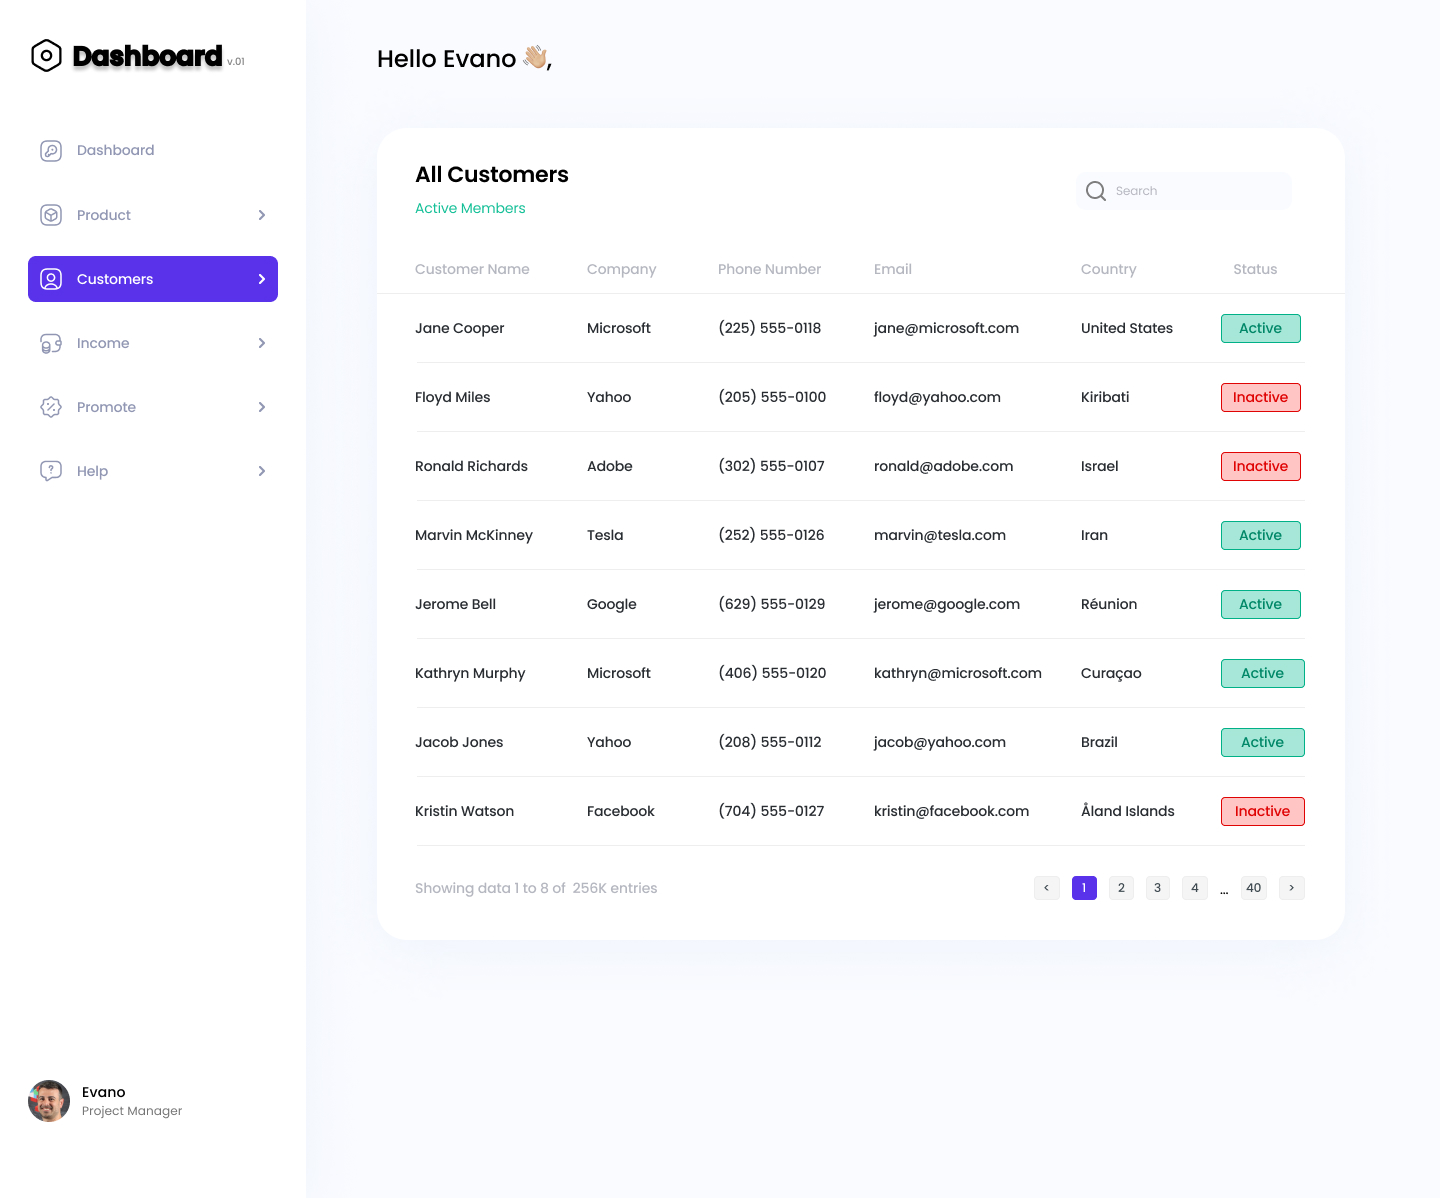 Dashboard v.01
Dashboard
Product
Customers
Income
Promote
Help
Evano
Project Manager
Hello Evano 👋🏼,
All Customers
Active Members
Search
Customer Name Company Phone Number Email Country Status
Jane Cooper Microsoft (225) 555-0118 jane@microsoft.com United States Active
Floyd Miles Yahoo (205) 555-0100 floyd@yahoo.com Kiribati Inactive
Ronald Richards Adobe (302) 555-0107 ronald@adobe.com Israel Inactive
Marvin McKinney Tesla (252) 555-0126 marvin@tesla.com Iran Active
Jerome Bell Google (629) 555-0129 jerome@google.com Réunion Active
Kathryn Murphy Microsoft (406) 555-0120 kathryn@microsoft.com Curaçao Active
Jacob Jones Yahoo (208) 555-0112 jacob@yahoo.com Brazil Active
Kristin Watson Facebook (704) 555-0127 kristin@facebook.com Åland Islands Inactive
Showing data 1 to 8 of 256K entries < 1 2 3 4 ... 40 >